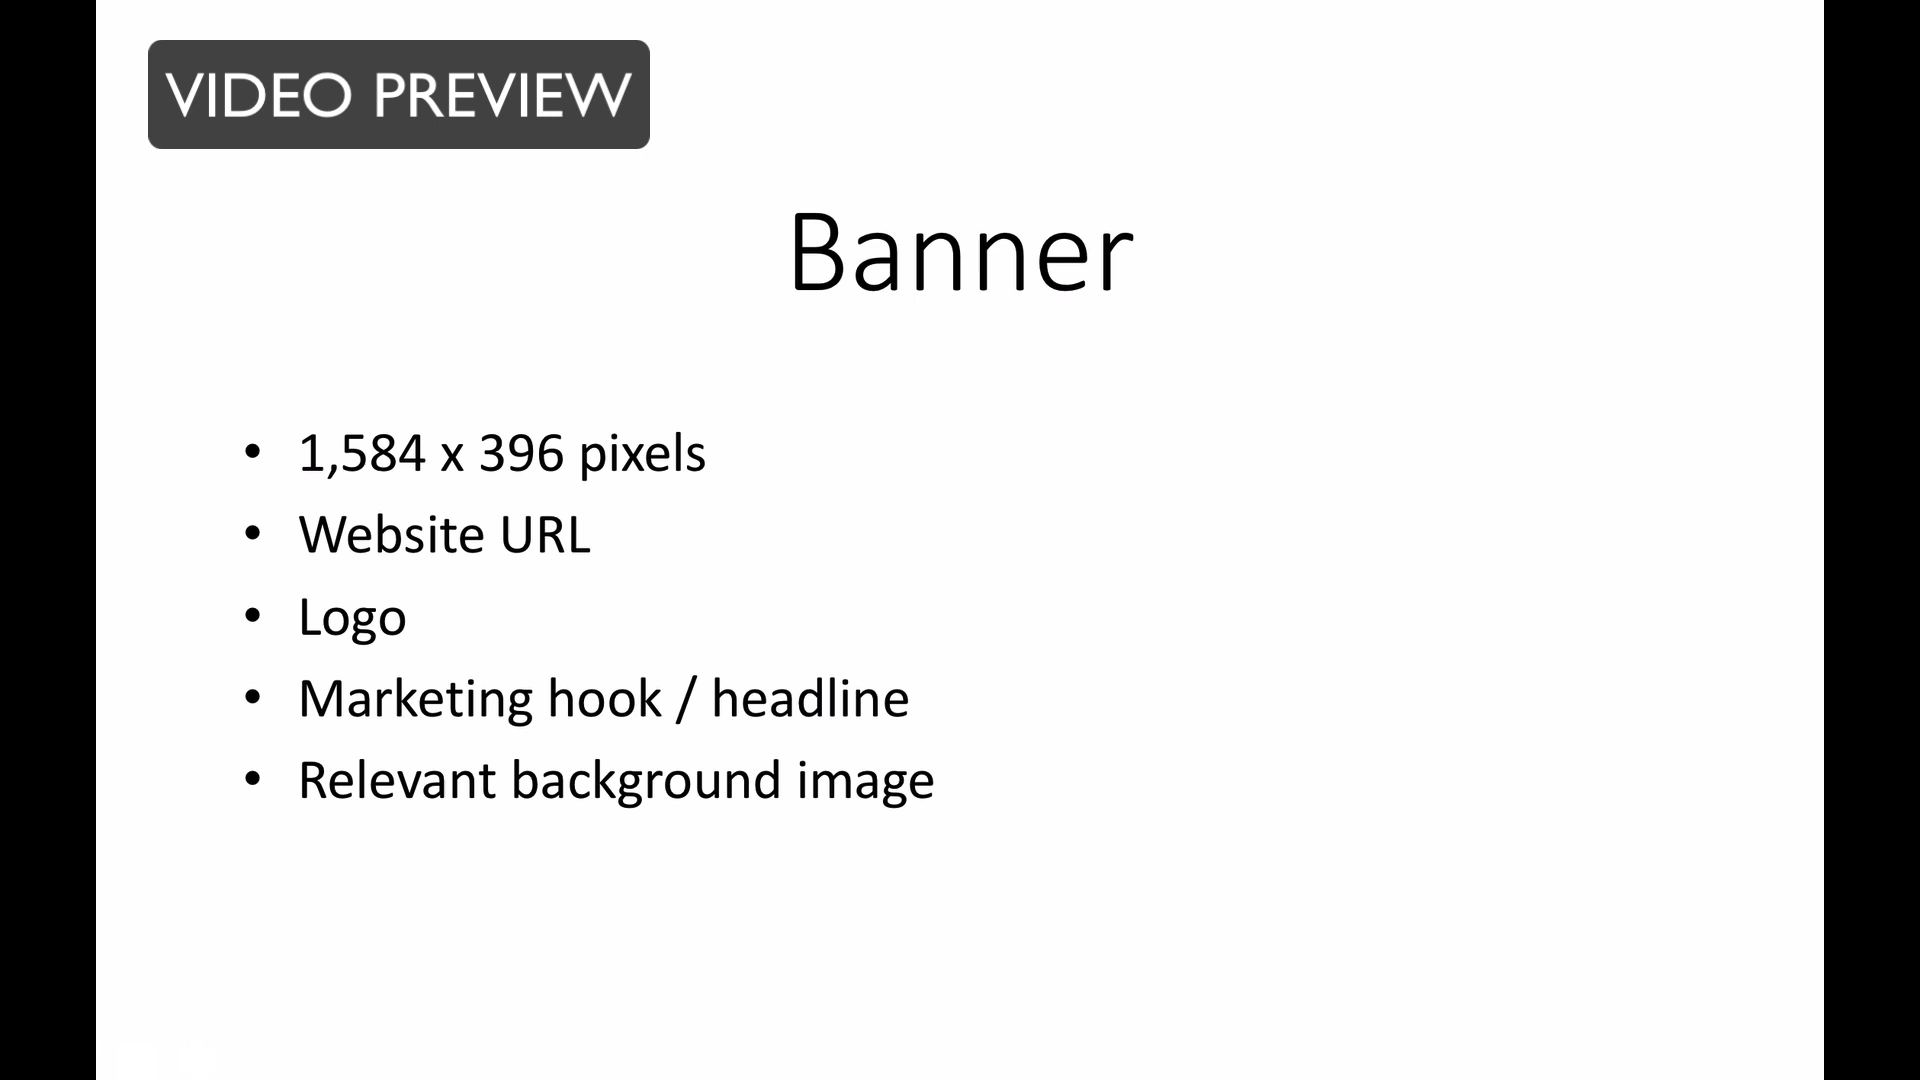 VIDEO PREVIEW
Banner
• 1,584 x 396 pixels
• Website URL
• Logo
• Marketing hook / headline
• Relevant background image